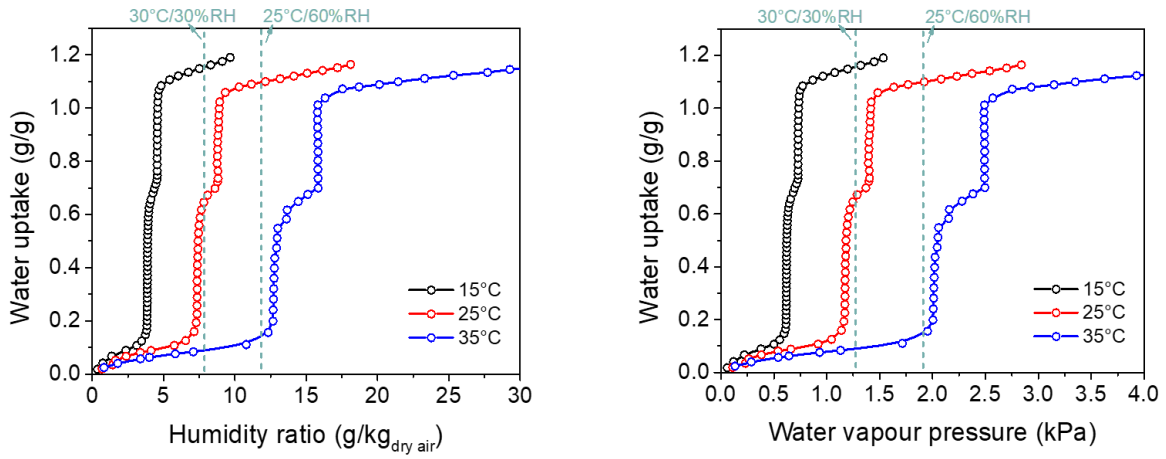 30°C/30%RH
25°C/60%RH
Water uptake (g/g)
1.2
1.0
0.8
0.6
0.4
0.2
0.0
15°C
25°C
35°C
0
5
10
15
20
25
30
Humidity ratio (g/kg dry air)
30°C/30%RH
25°C/60%RH
Water uptake (g/g)
1.2
1.0
0.8
0.6
0.4
0.2
0.0
15°C
25°C
35°C
0.0
0.5
1.0
1.5
2.0
2.5
3.0
3.5
4.0
Water vapour pressure (kPa)